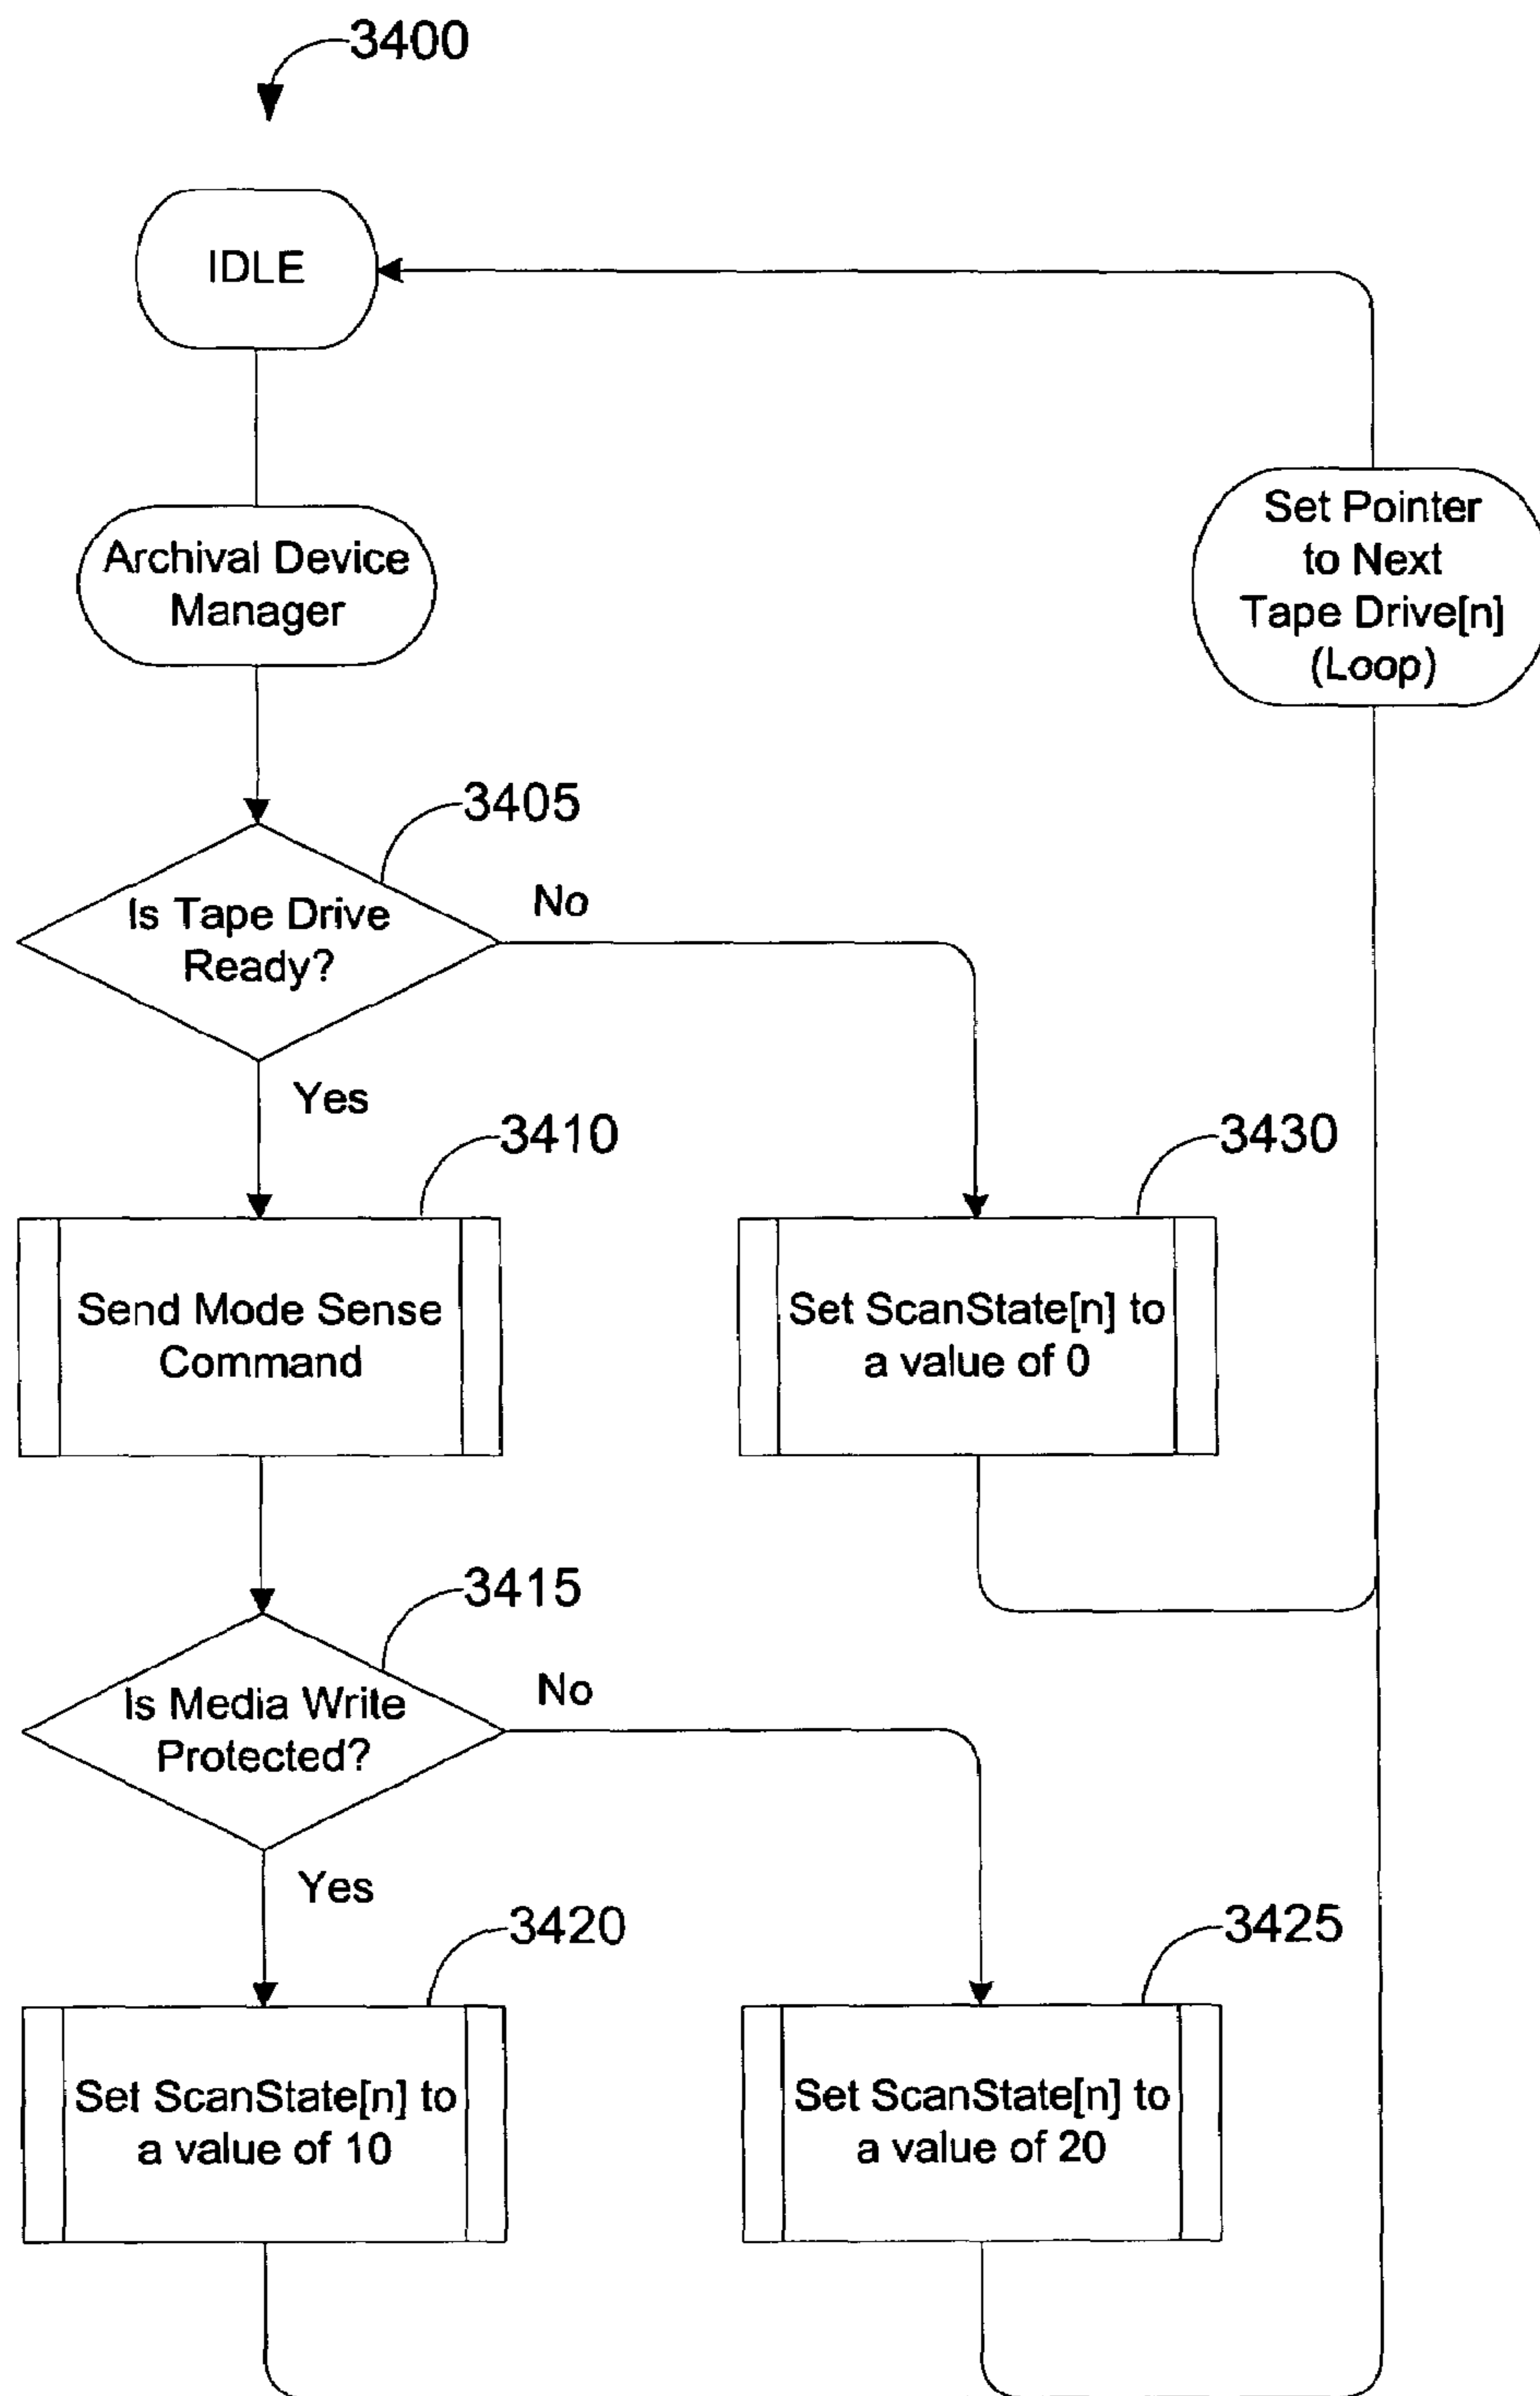 3400
IDLE
Archival Device
Manager
Set Pointer
to Next
Tape Drive[n]
(Loop)
3405
Is Tape Drive
Ready?
No
Yes
3410
3430
Send Mode Sense
Command
Set ScanState[n] to
a value of 0
3415
Is Media Write
Protected?
No
Yes
3420
3425
Set ScanState[n] to
a value of 10
Set ScanState[n] to
a value of 20